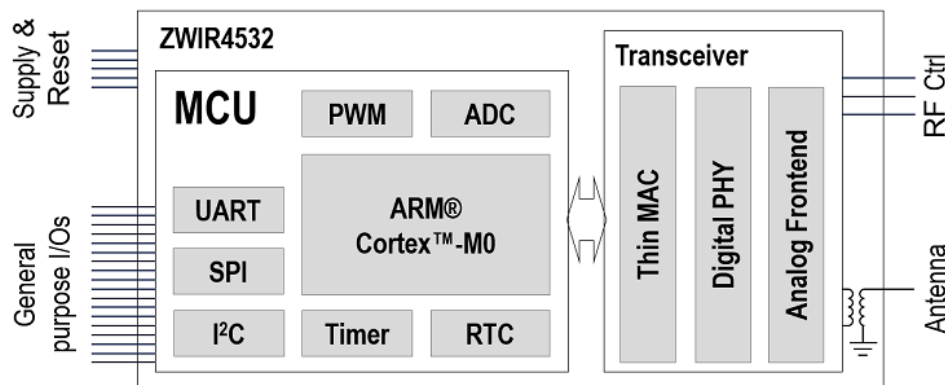 Supply &
Reset
ZWIR4532
MCU
PWM
ADC
UART
ARM®
Cortex™-M0
SPI
I²C
Timer
RTC
General
purpose I/Os
Transceiver
Thin MAC
Digital PHY
Analog Frontend
RF Ctrl
Antenna